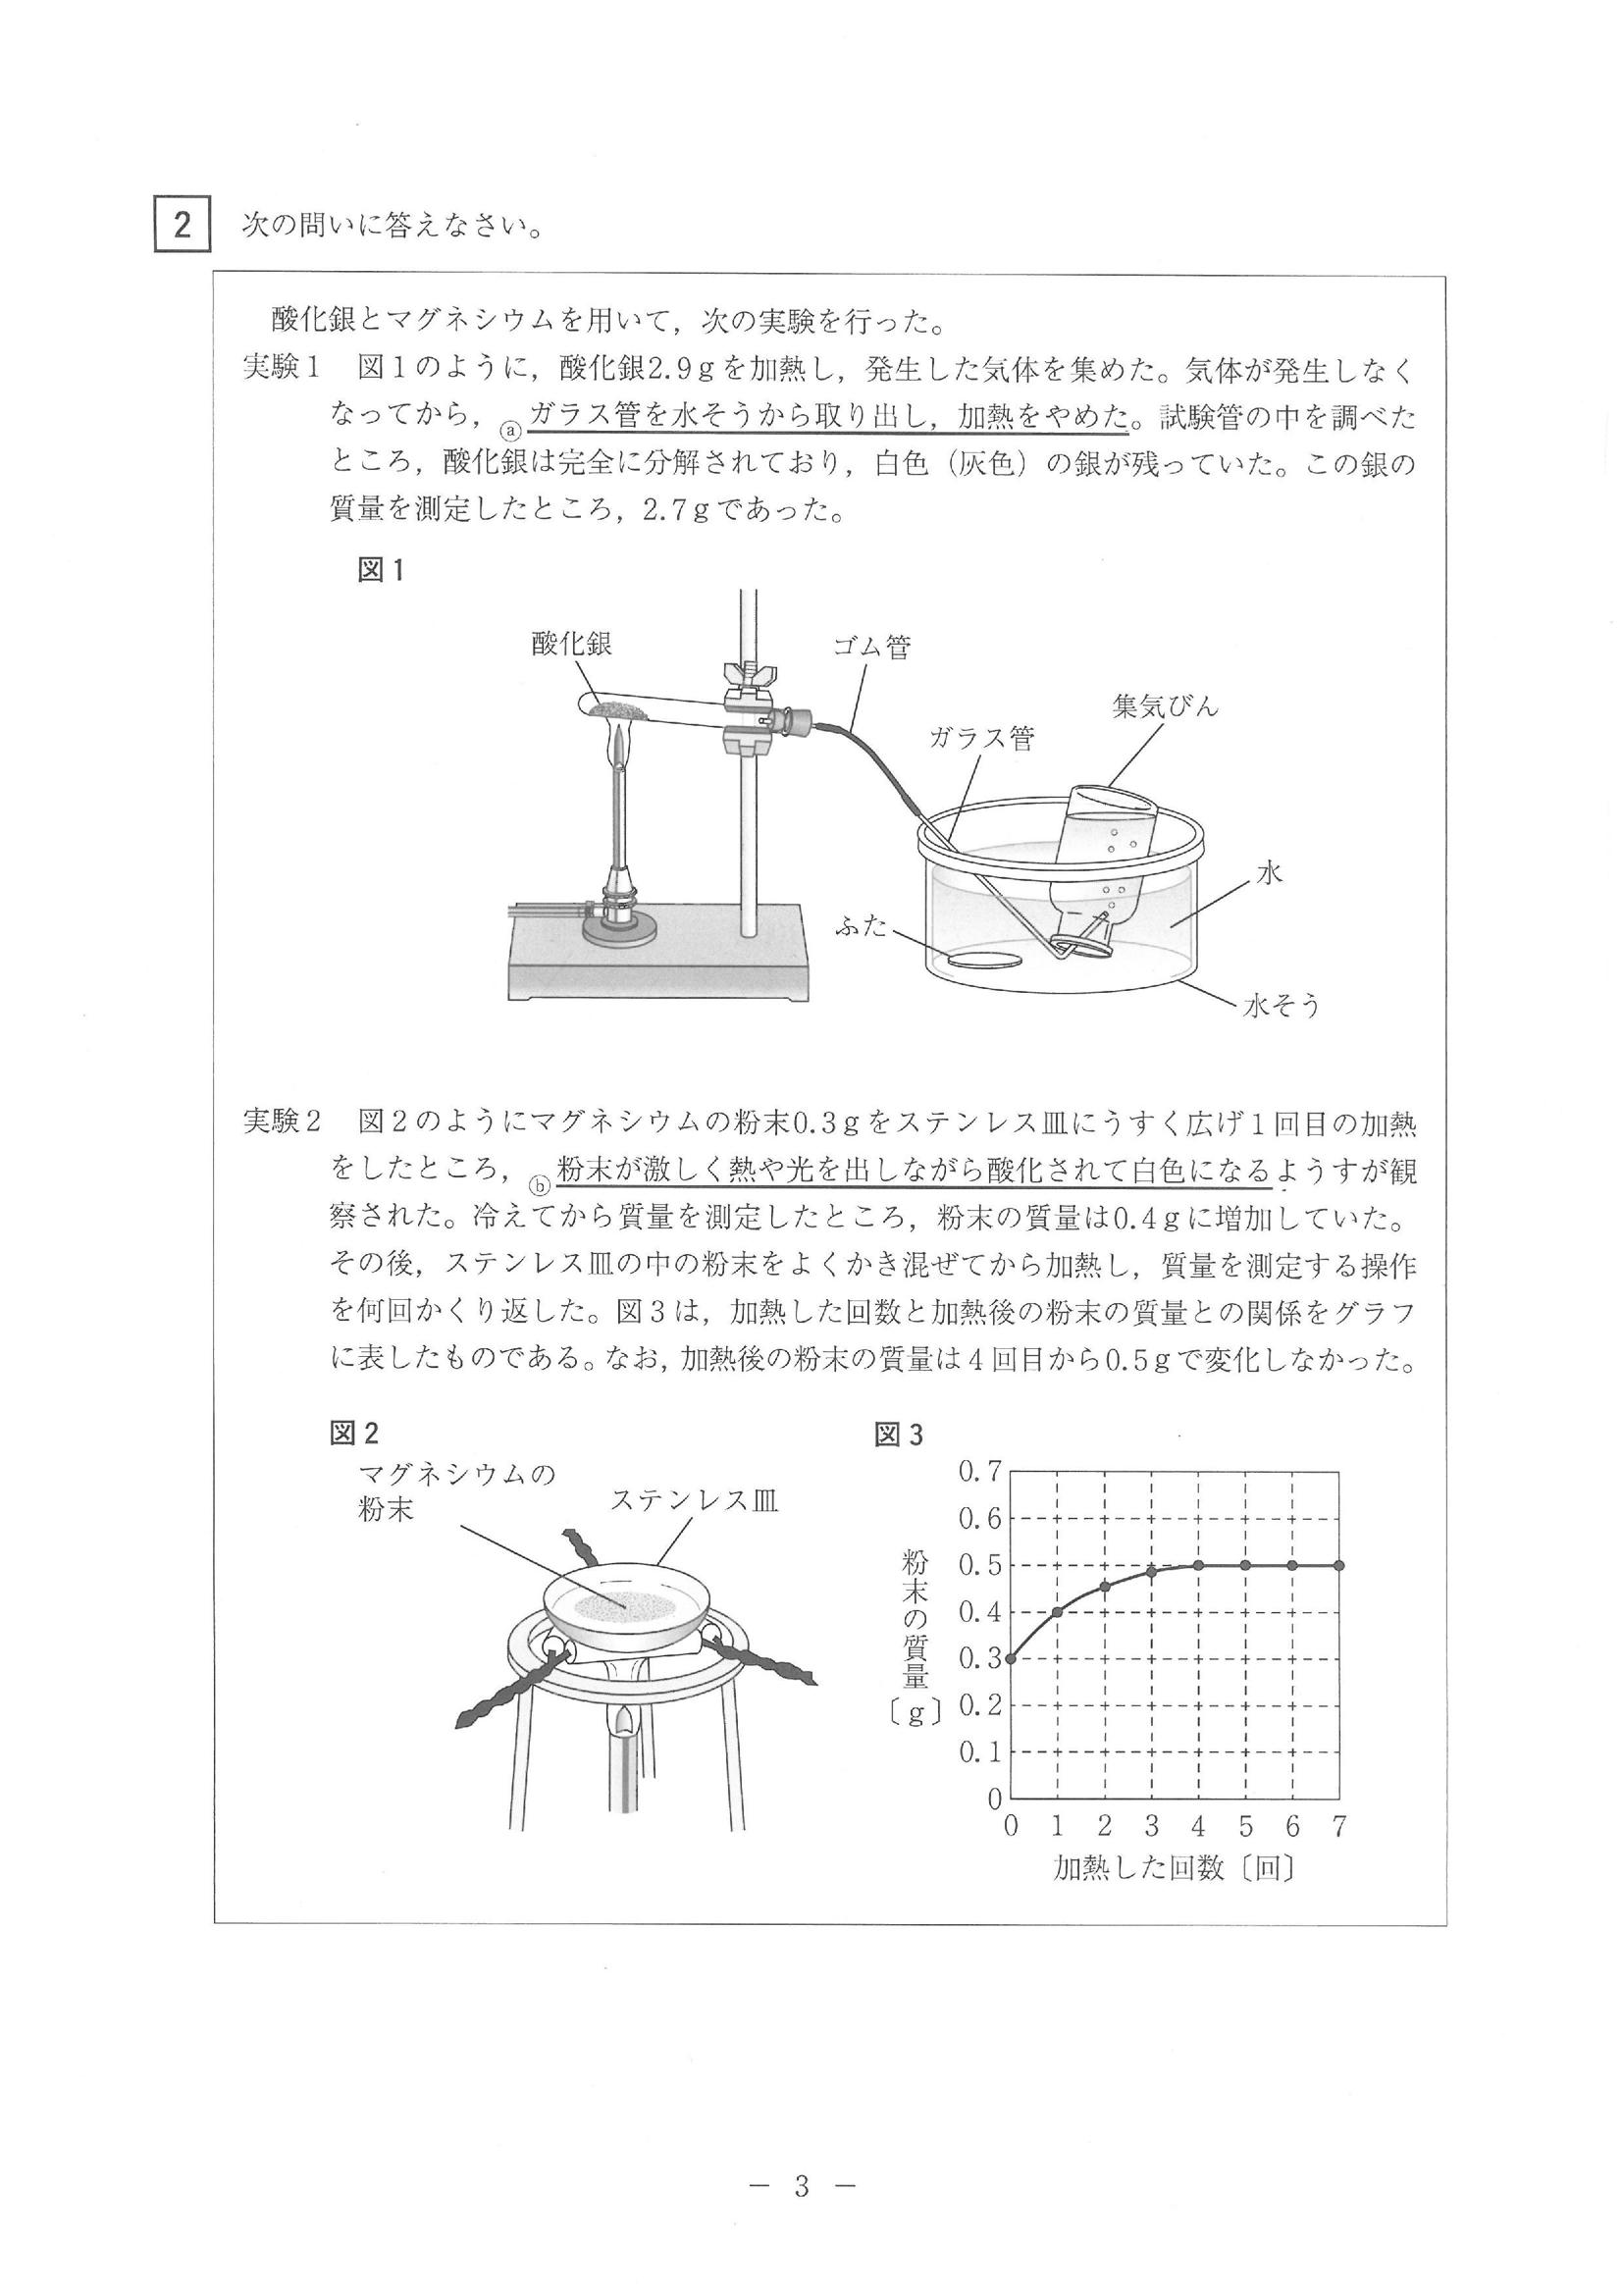 2 次の問いに答えなさい。
酸化銀とマグネシウムを用いて，次の実験を行った。
実験1 図1のように，酸化銀2.9gを加熱し，発生した気体を集めた。気体が発生しなく
なってから，ⓐガラス管を水そうから取り出し，加熱をやめた。試験管の中を調べた
ところ，酸化銀は完全に分解されており，白色（灰色）の銀が残っていた。この銀の
質量を測定したところ，2.7gであった。
図1
酸化銀
ゴム管
集気びん
ガラス管
水
ふた
水そう
実験2 図2のようにマグネシウムの粉末0.3gをステンレス皿にうすく広げ1回目の加熱
をしたところ，ⓑ粉末が激しく熱や光を出しながら酸化されて白色になるようすが観
察された。冷えてから質量を測定したところ，粉末の質量は0.4gに増加していた。
その後，ステンレス皿の中の粉末をよくかき混ぜてから加熱し，質量を測定する操作
を何回かくり返した。図3は，加熱した回数と加熱後の粉末の質量との関係をグラフ
に表したものである。なお，加熱後の粉末の質量は4回目から0.5gで変化しなかった。
図2
マグネシウムの
粉末
ステンレス皿
図3
粉末の質量〔g〕
0.7
0.6
0.5
0.4
0.3
0.2
0.1
0
0 1 2 3 4 5 6 7
加熱した回数〔回〕
－ 3 －